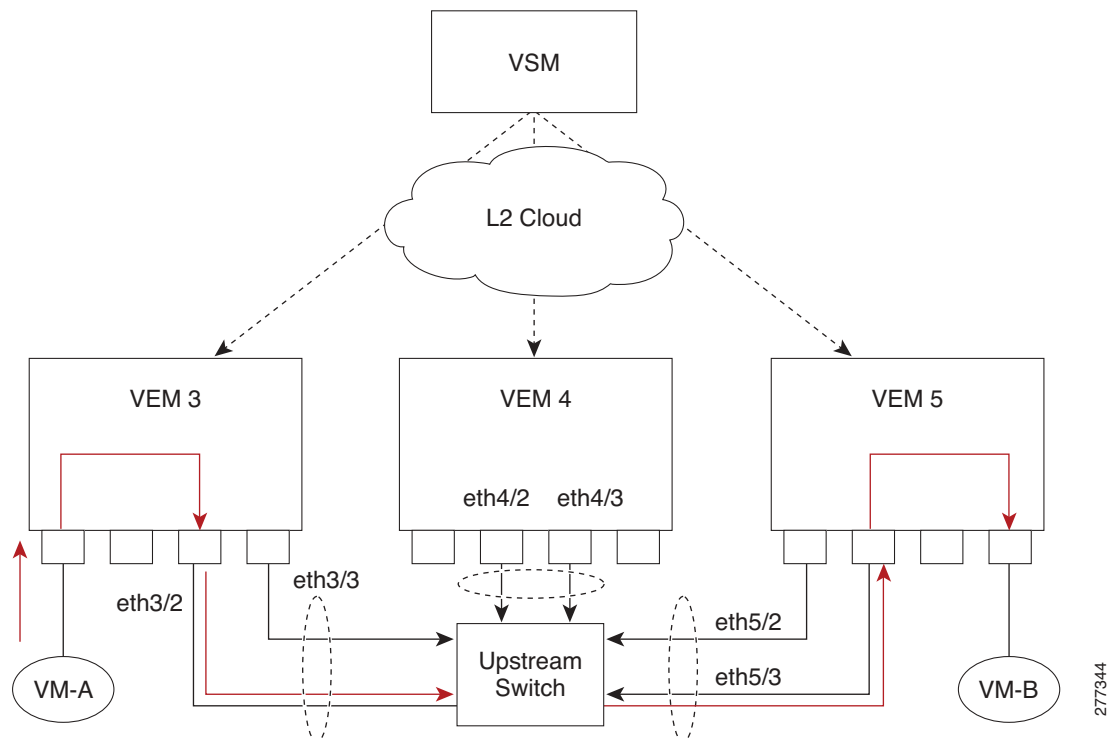 VSM
L2 Cloud
VEM 3
VEM 4
VEM 5
eth4/2
eth4/3
eth3/3
eth3/2
eth5/2
eth5/3
Upstream
Switch
VM-A
VM-B
277344